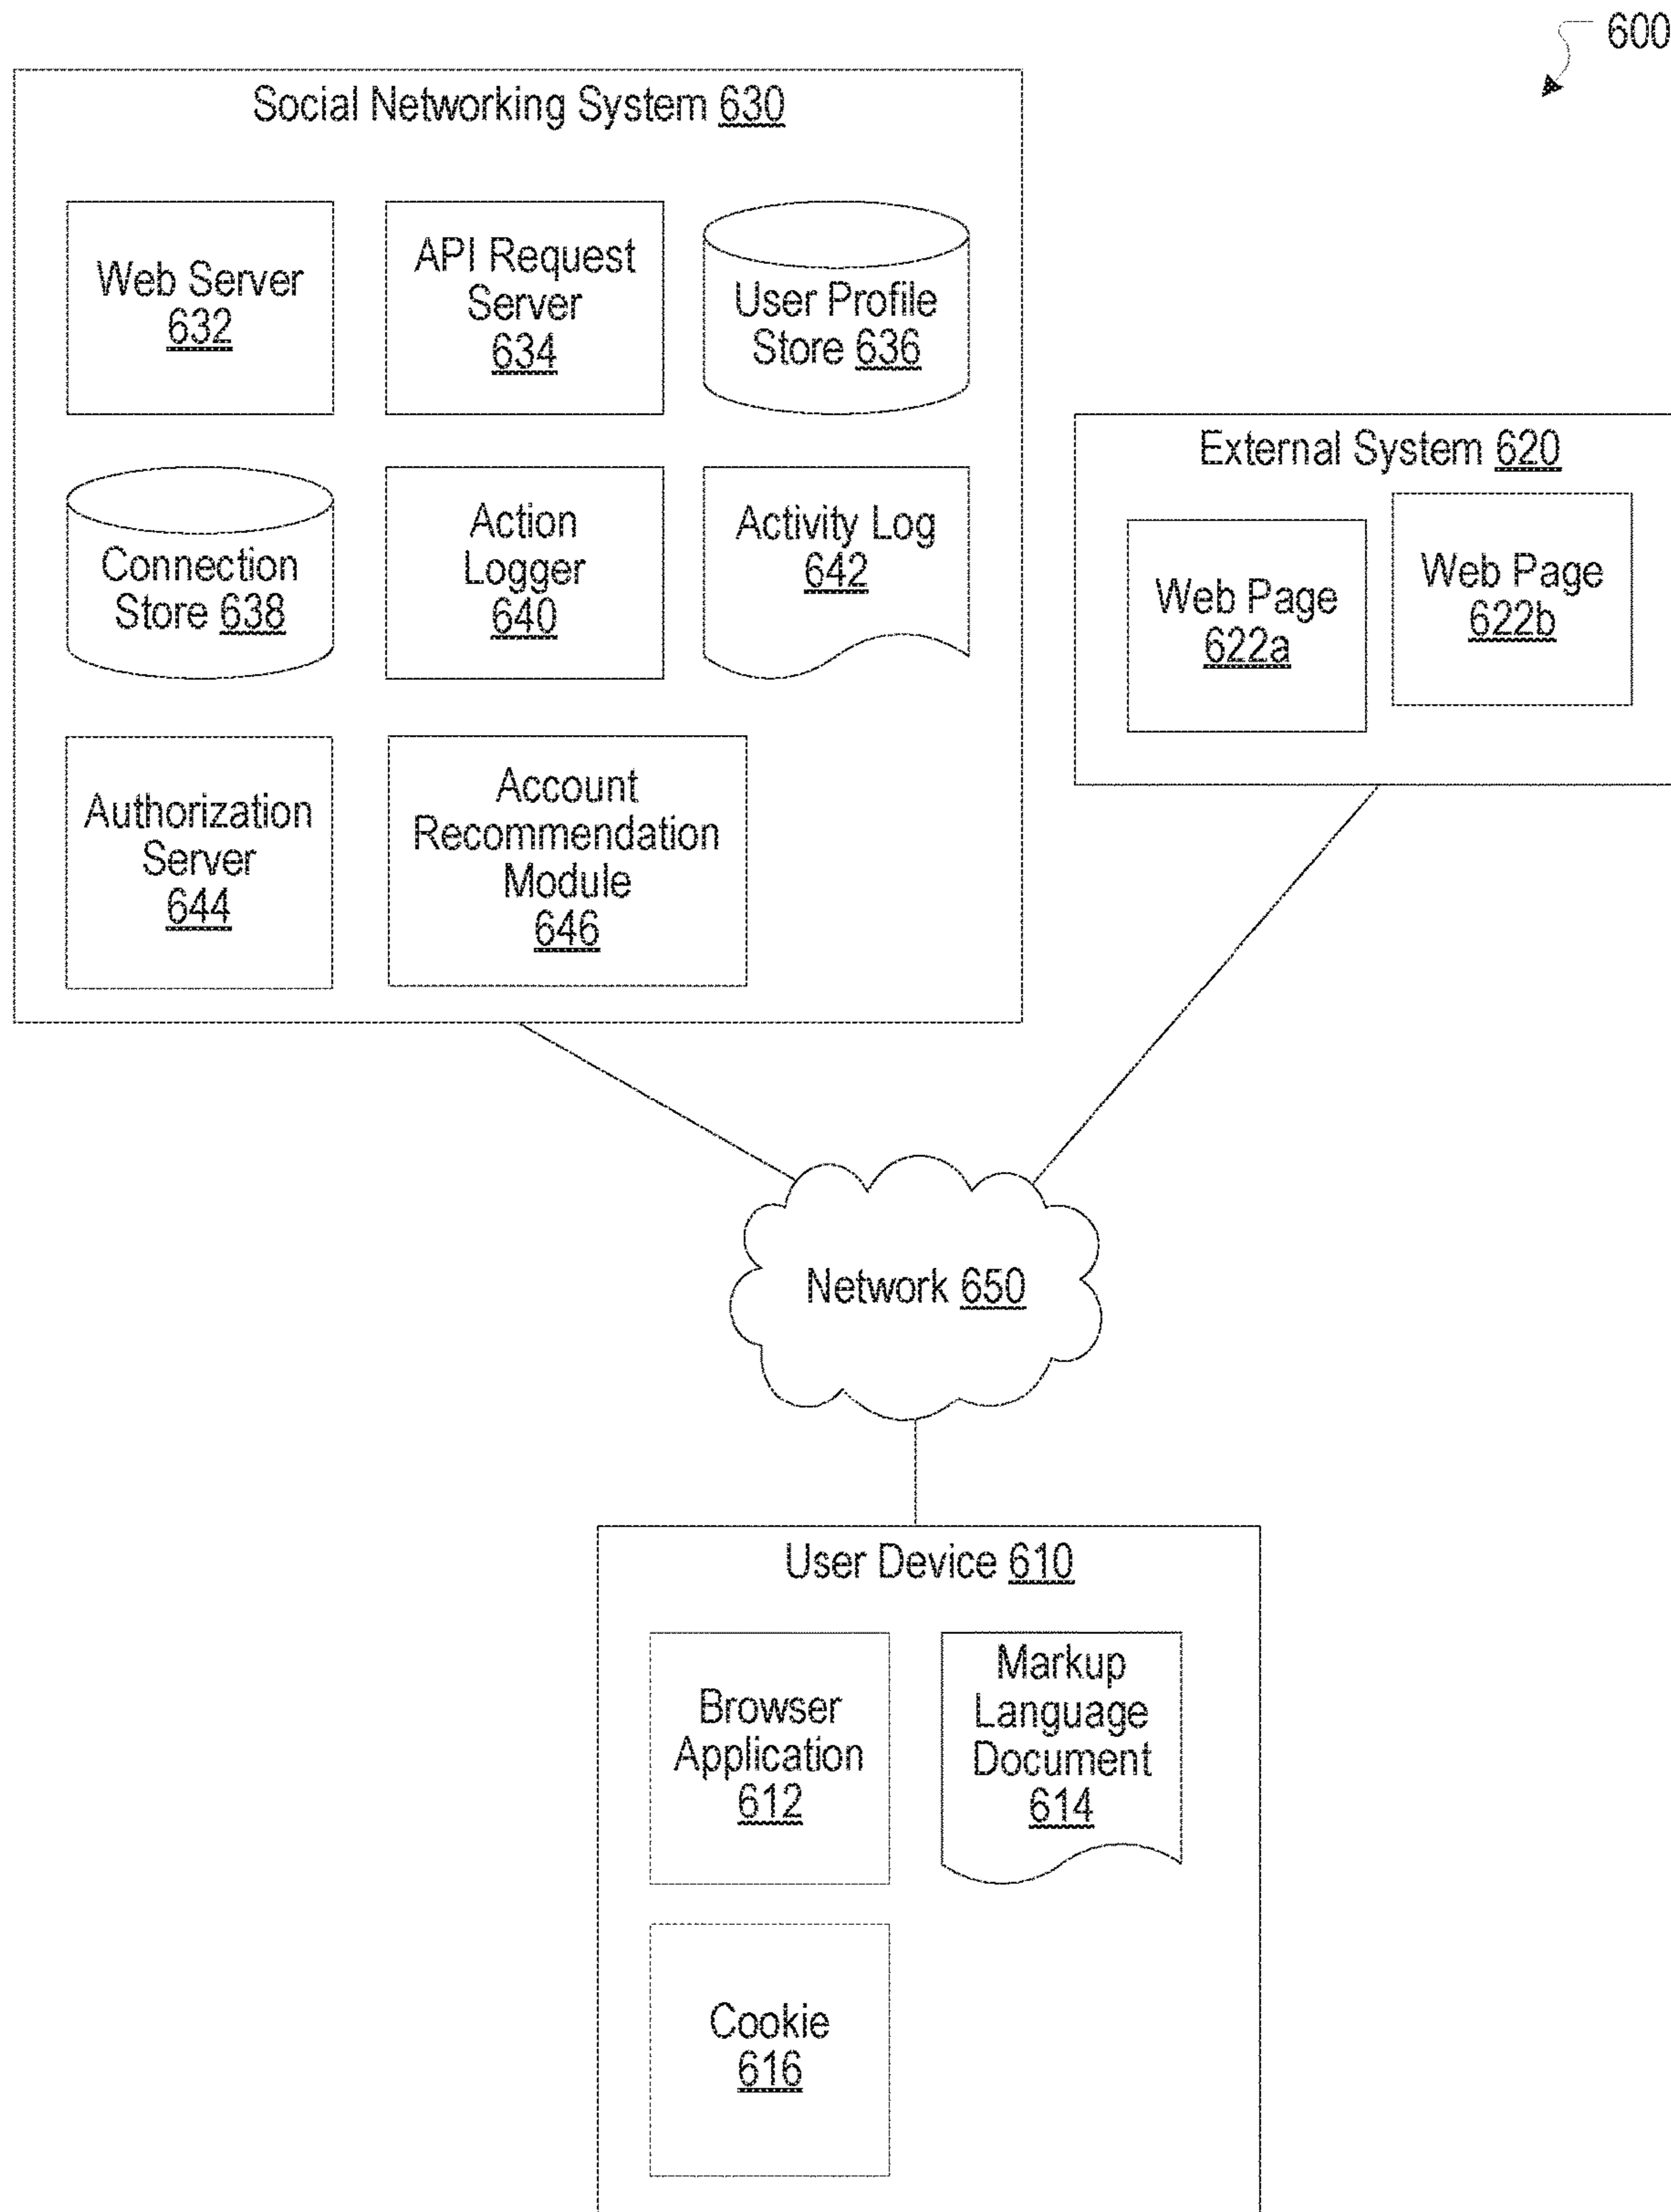 600
Social Networking System 630
Web Server
632
API Request
Server
634
User Profile
Store 636
Connection
Store 638
Action
Logger
640
Activity Log
642
Authorization
Server
644
Account
Recommendation
Module
646
External System 620
Web Page
622a
Web Page
622b
Network 650
User Device 610
Browser
Application
612
Markup
Language
Document
614
Cookie
616